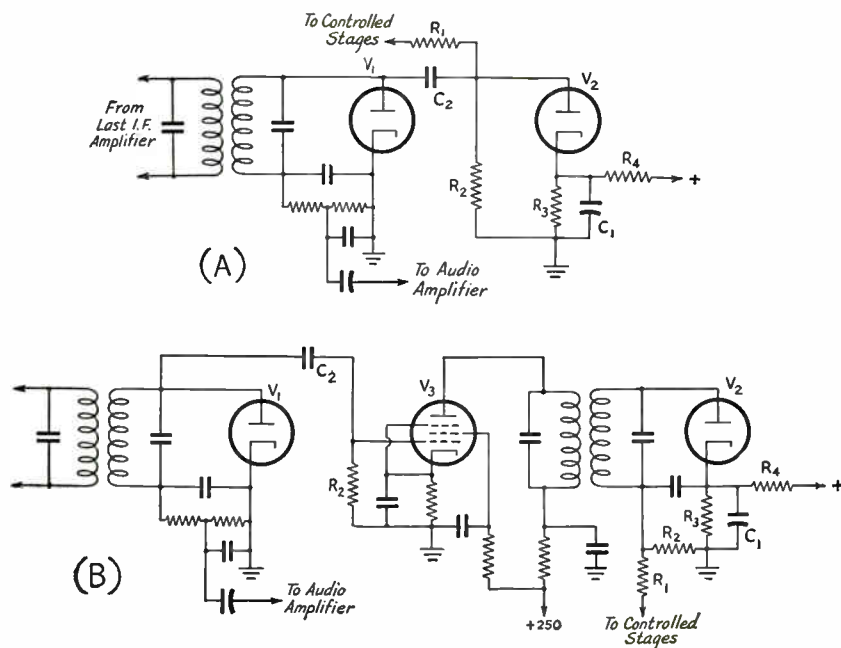 To Controlled
Stages
R1
V1
C2
V2
From
Last I.F.
Amplifier
R2
R3
R4
+
C1
(A)
To Audio
Amplifier
C2
V1
V3
V2
R2
R4
+
R3
C1
R2
R1
(B)
To Audio
Amplifier
+250
To Controlled
Stages